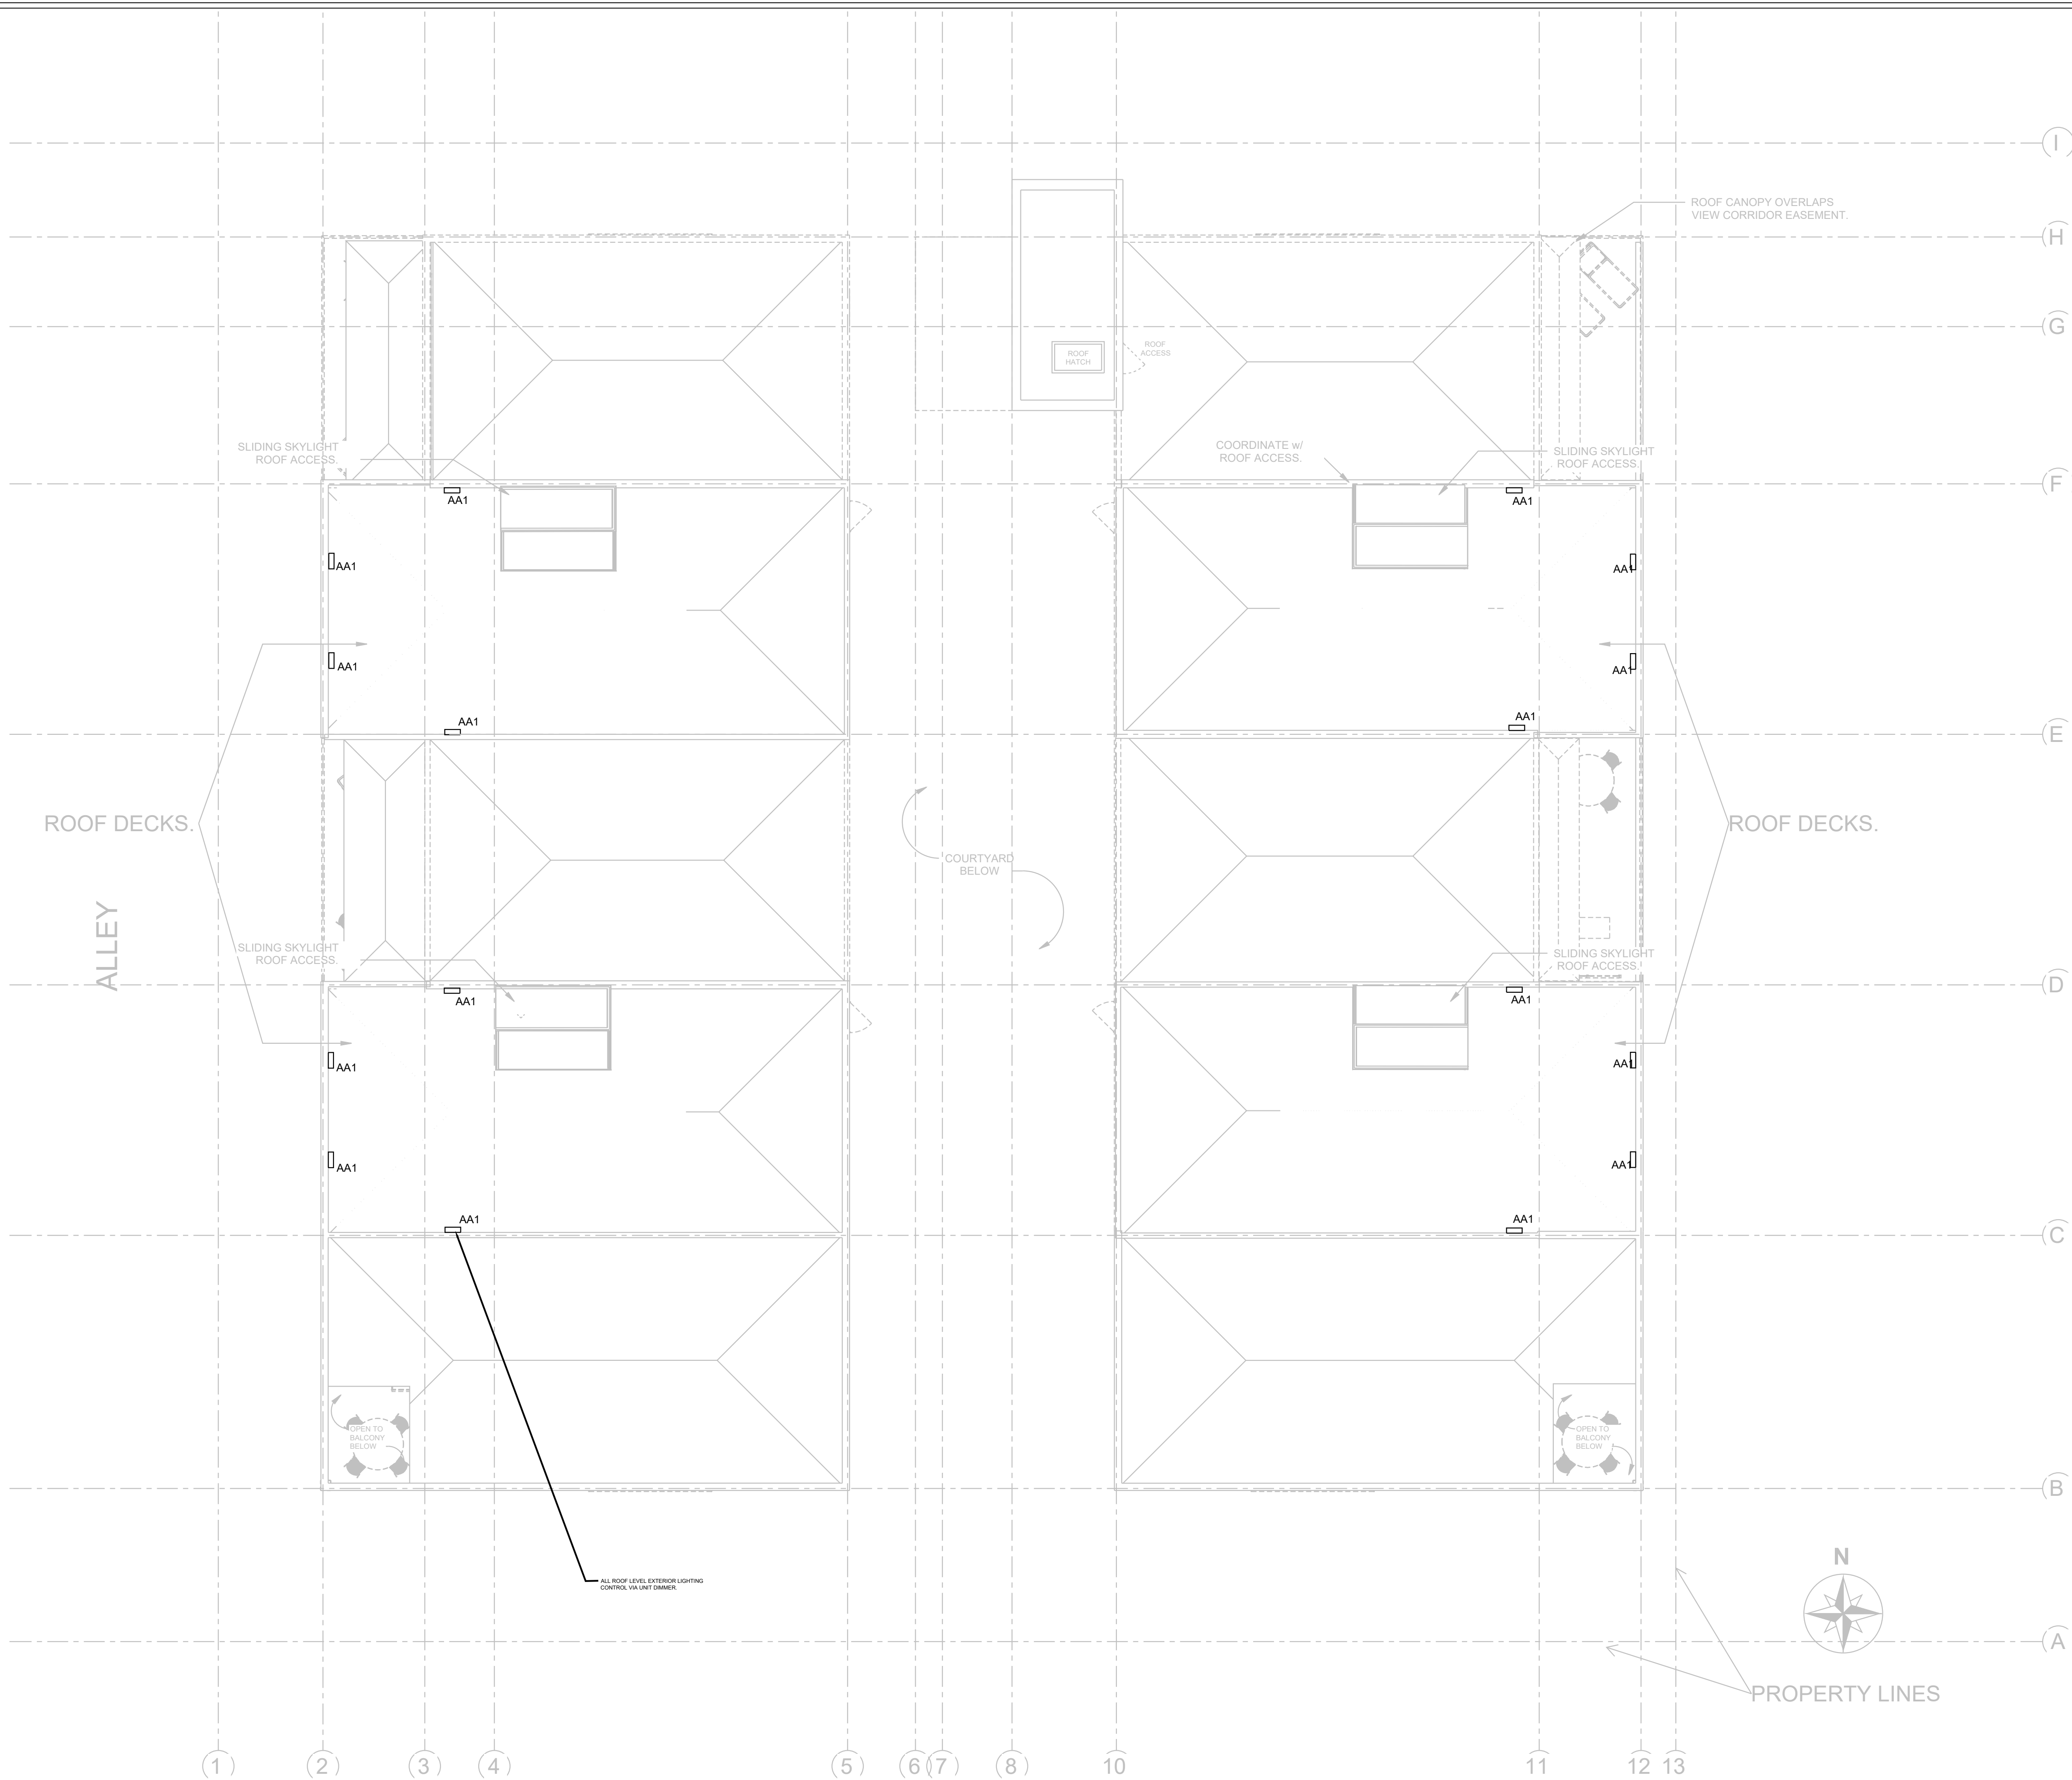 I
ROOF CANOPY OVERLAPS
VIEW CORRIDOR EASEMENT.
H
G
ROOF
HATCH
ROOF
ACCESS
SLIDING SKYLIGHT
ROOF ACCESS.
COORDINATE w/
ROOF ACCESS.
SLIDING SKYLIGHT
ROOF ACCESS.
F
AA1
AA1
AA1
AA1
AA1
AA1
AA1
AA1
E
ROOF DECKS.
ROOF DECKS.
COURTYARD
BELOW
ALLEY
SLIDING SKYLIGHT
ROOF ACCESS.
SLIDING SKYLIGHT
ROOF ACCESS.
D
AA1
AA1
AA1
AA1
AA1
AA1
AA1
AA1
C
OPEN TO
BALCONY
BELOW
OPEN TO
BALCONY
BELOW
B
N
ALL ROOF LEVEL EXTERIOR LIGHTING
CONTROL VIA UNIT DIMMER.
A
PROPERTY LINES
1 2 3 4 5 6 7 8 10 11 12 13